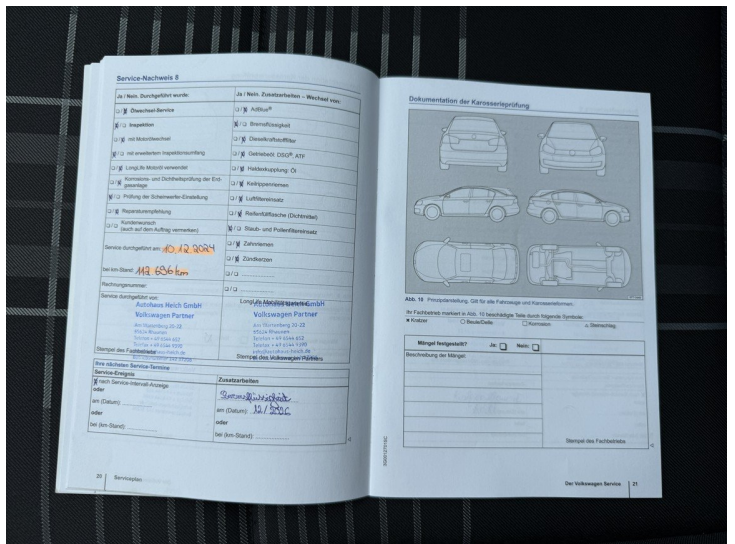 Service-Nachweis 8
Ja / Nein. Durchgeführt wurde:
Ölwechsel-Service
Inspektion
mit Motorölwechsel
mit erweitertem Inspektionsumfang
LongLife Motoröl verwendet
Korrosions- und Dichtheitsprüfung der Erdgasanlage
Prüfung der Scheinwerfer-Einstellung
Reparaturempfehlung
Kundenwunsch
(auch auf dem Auftrag vermerken)
Service durchgeführt am: 10.12.2024
bei km-Stand: 112 696 km
Rechnungsnummer:
Service durchgeführt von:
Autohaus Heich GmbH
Volkswagen Partner
Stempel des Fachbetriebs
Ja / Nein. Zusatzarbeiten – Wechsel von:
AdBlue®
Bremsflüssigkeit
Dieselkraftstofffilter
Getriebeöl, DSG®, ATF
Haldexkupplung: Öl
Keilrippenriemen
Luftfiltereinsatz
Reifenfüllflasche (Dichtmittel)
Staub- und Pollenfiltereinsatz
Zahnriemen
Zündkerzen
Autohaus Heich GmbH
Volkswagen Partner
Stempel des Volkswagen Partners
Ihre nächsten Service-Termine
Service-Ereignis
nach Service-Intervall-Anzeige
oder
am (Datum):
oder
bei (km-Stand):
Zusatzarbeiten
Bremsflüssigkeit
am (Datum): 12/2026
oder
bei (km-Stand):
20 Serviceplan
Dokumentation der Karosserieprüfung
Abb. 10 Prinzipdarstellung. Gilt für alle Fahrzeuge und Karosserieformen.
Ihr Fachbetrieb markiert in Abb. 10 beschädigte Teile durch folgende Symbole:
Kratzer
Beule/Delle
Korrosion
Steinschlag
Mängel festgestellt? Ja: Nein:
Beschreibung der Mängel:
Stempel des Fachbetriebs
Der Volkswagen Service 21